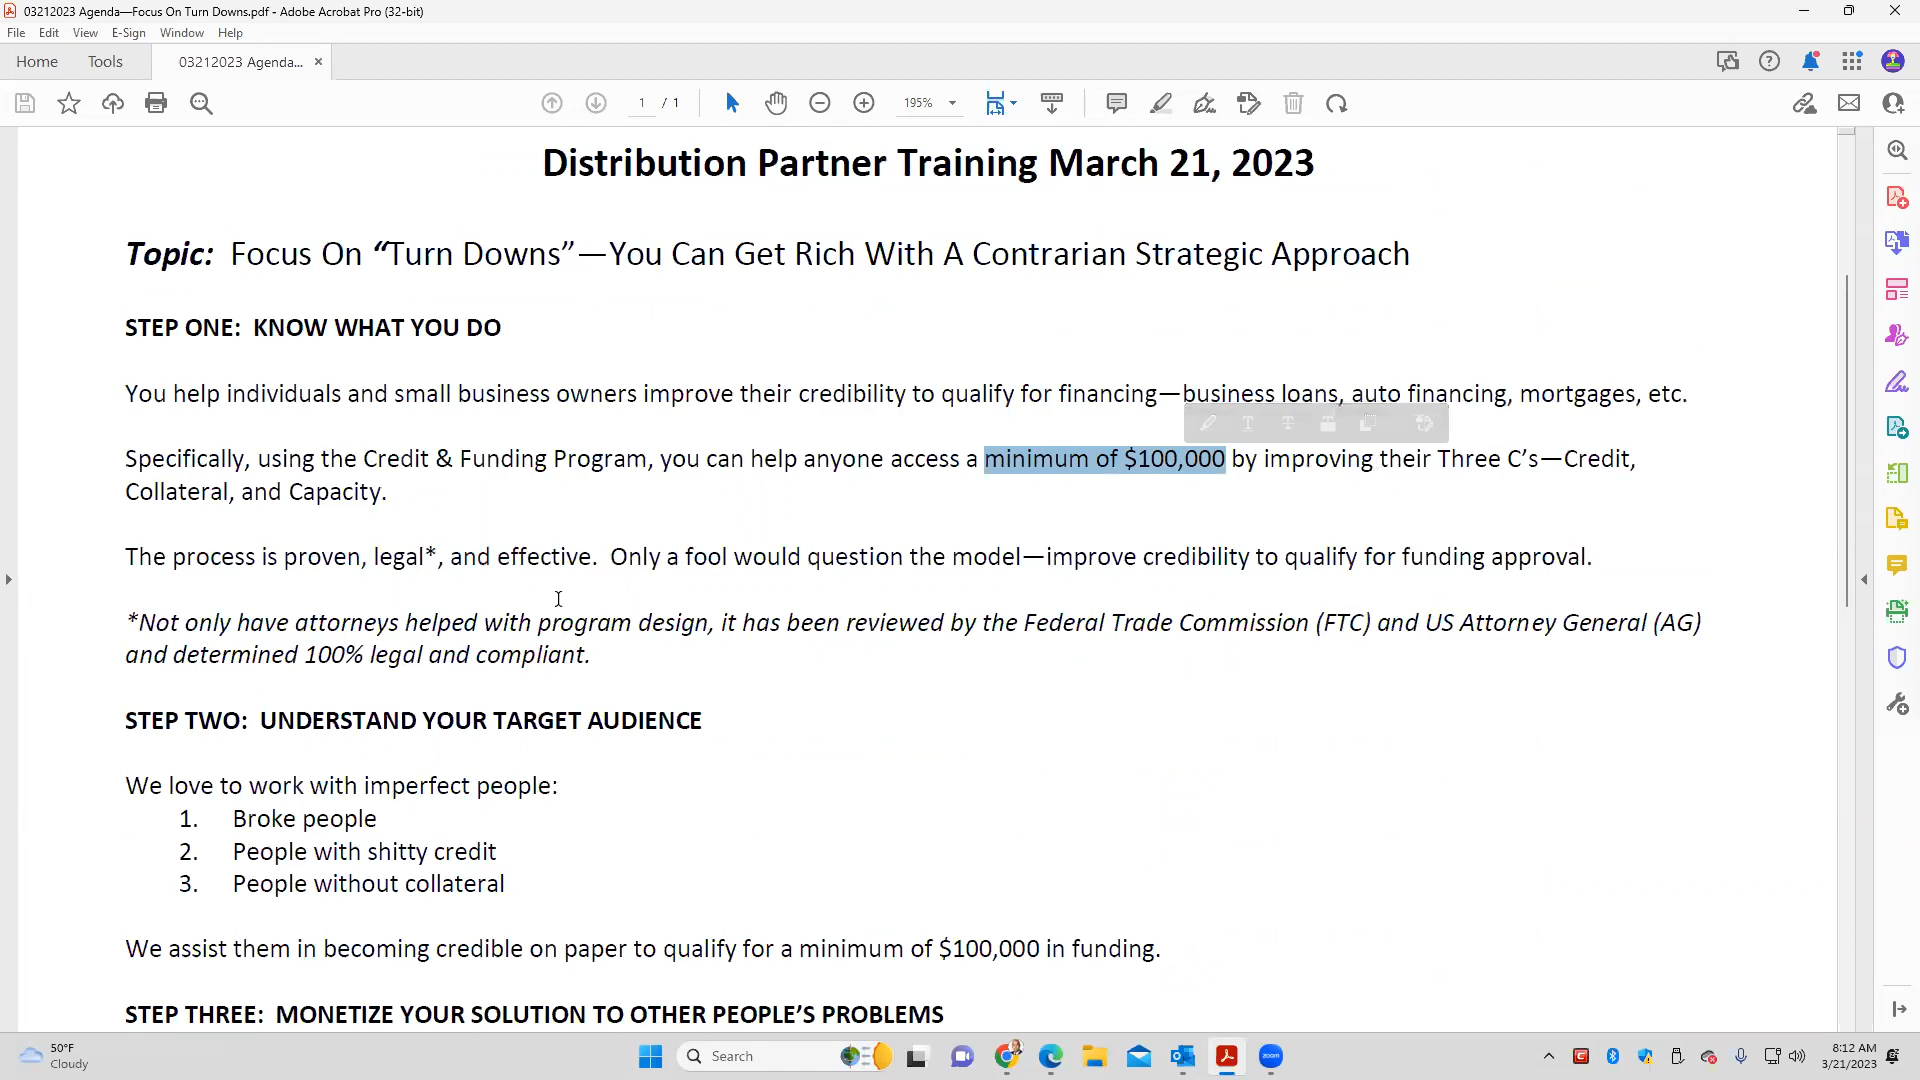 03212023 Agenda—Focus On Turn Downs.pdf - Adobe Acrobat Pro (32-bit)
File Edit View E-Sign Window Help
Home Tools 03212023 Agenda...
1 / 1 195%
Distribution Partner Training March 21, 2023
Topic: Focus On “Turn Downs”—You Can Get Rich With A Contrarian Strategic Approach
STEP ONE: KNOW WHAT YOU DO
You help individuals and small business owners improve their credibility to qualify for financing—business loans, auto financing, mortgages, etc.
Specifically, using the Credit & Funding Program, you can help anyone access a minimum of $100,000 by improving their Three C’s—Credit,
Collateral, and Capacity.
The process is proven, legal*, and effective. Only a fool would question the model—improve credibility to qualify for funding approval.
*Not only have attorneys helped with program design, it has been reviewed by the Federal Trade Commission (FTC) and US Attorney General (AG)
and determined 100% legal and compliant.
STEP TWO: UNDERSTAND YOUR TARGET AUDIENCE
We love to work with imperfect people:
1. Broke people
2. People with shitty credit
3. People without collateral
We assist them in becoming credible on paper to qualify for a minimum of $100,000 in funding.
STEP THREE: MONETIZE YOUR SOLUTION TO OTHER PEOPLE’S PROBLEMS
50°F
Cloudy
Search
zoom
8:12 AM
3/21/2023